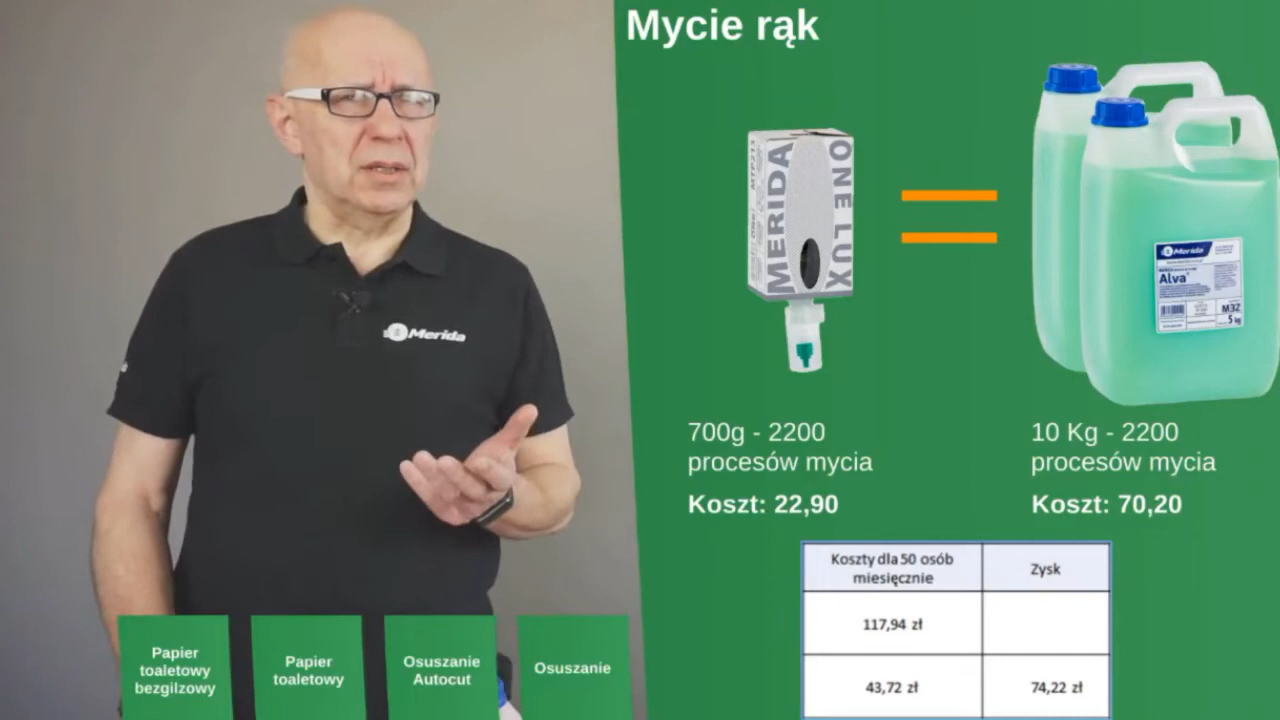 Mycie rąk
MERIDA
ONE LUX
Merida
Alva
M3Z
5 kg
Merida
700g - 2200
procesów mycia
Koszt: 22,90
10 Kg - 2200
procesów mycia
Koszt: 70,20
Koszty dla 50 osób
miesięcznie
Zysk
117,94 zł
43,72 zł
74,22 zł
Papier
toaletowy
bezgilzowy
Papier
toaletowy
Osuszanie
Autocut
Osuszanie